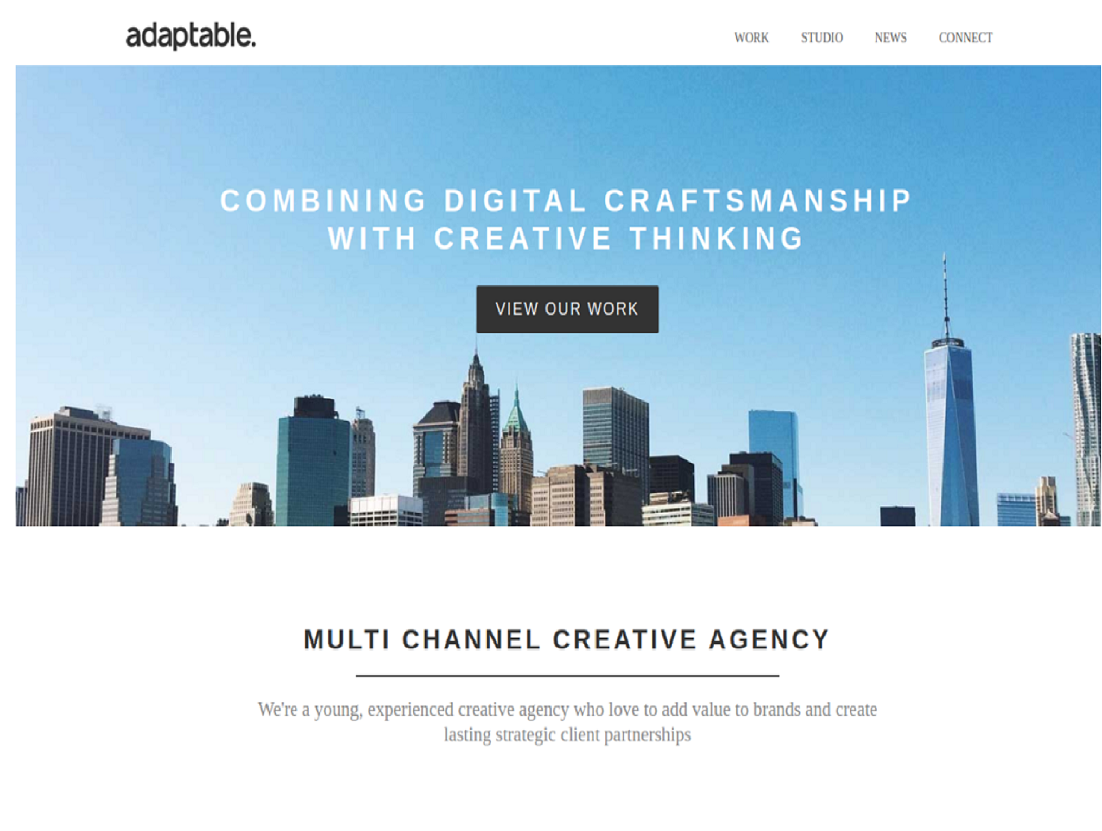 adaptable.
WORK STUDIO NEWS CONNECT
COMBINING DIGITAL CRAFTSMANSHIP
WITH CREATIVE THINKING
VIEW OUR WORK
MULTI CHANNEL CREATIVE AGENCY
We're a young, experienced creative agency who love to add value to brands and create
lasting strategic client partnerships